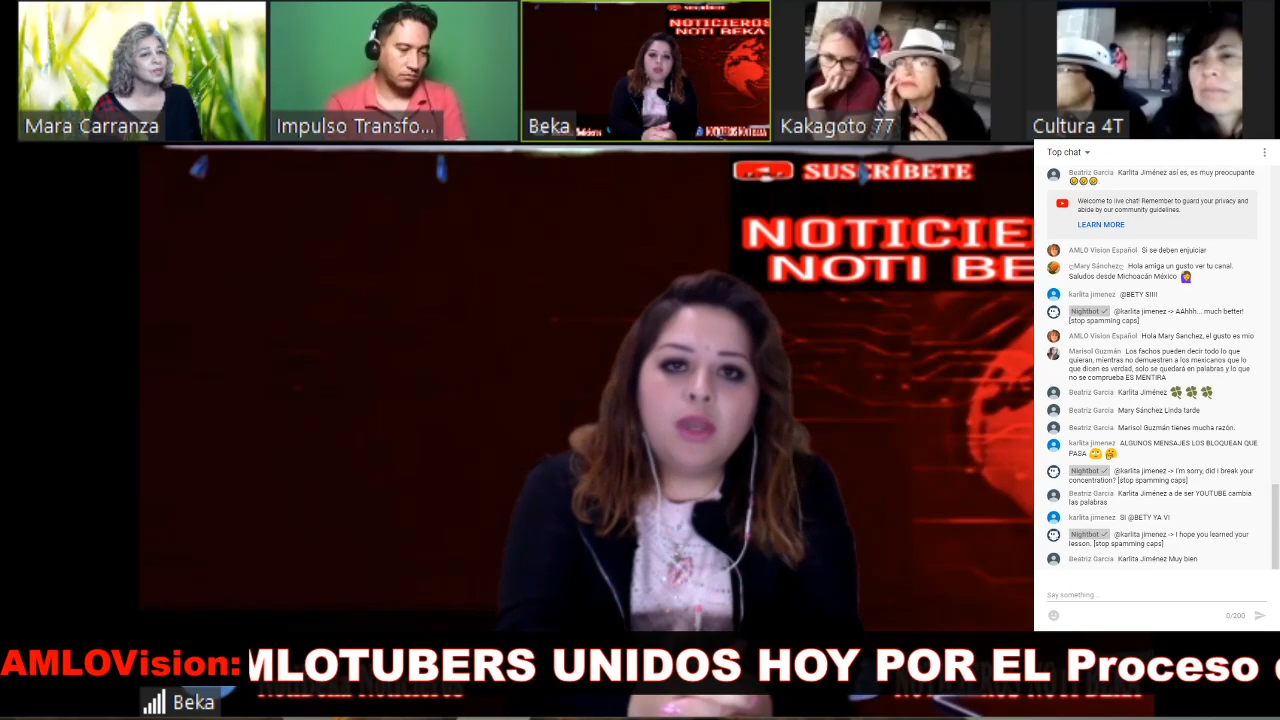 SUSCRÍBETE
NOTICIEROS
NOTI BEKA
Mara Carranza
Impulso Transfo...
Beka
Kakagoto 77
Cultura 4T
SUSCRÍBETE
NOTICIE
NOTI BE
Top chat
Beatriz Garcia Karlita Jiménez así es, es muy preocupante
😣😣😣.
Welcome to live chat! Remember to guard your privacy and
abide by our community guidelines.
LEARN MORE
AMLO Vision Español Si se deben enjuiciar
ღMary Sánchezღ Hola amiga un gusto ver tu canal.
Saludos desde Michoacán México 🙋‍♀️
karlita jimenez @BETY SIIII
Nightbot ✓ @karlita jimenez -> AAhhh... much better!
[stop spamming caps]
AMLO Vision Español Hola Mary Sanchez, el gusto es mio
Marisol Guzmán Los fachos pueden decir todo lo que
quieran, mientras no demuestren a los mexicanos que lo
que dicen es verdad, solo se quedará en palabras y lo que
no se comprueba ES MENTIRA
Beatriz Garcia Karlita Jiménez 🍀 🍀 🍀
Beatriz Garcia Mary Sánchez Linda tarde
Beatriz Garcia Marisol Guzmán tienes mucha razón.
karlita jimenez ALGUNOS MENSAJES LOS BLOQUEAN QUE
PASA 🙄 🤔
Nightbot ✓ @karlita jimenez -> I'm sorry, did I break your
concentration? [stop spamming caps]
Beatriz Garcia Karlita Jiménez a de ser YOUTUBE cambia
las palabras
karlita jimenez SI @BETY YA VI
Nightbot ✓ @karlita jimenez -> I hope you learned your
lesson. [stop spamming caps]
Beatriz Garcia Karlita Jiménez Muy bien
Say something...
0/200
AMLOVision: MLOTUBERS UNIDOS HOY POR EL Proceso
Beka